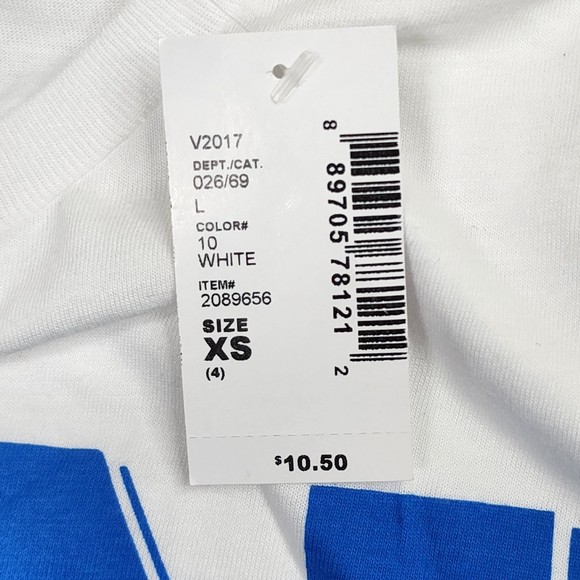 V2017
DEPT./CAT.
026/69
L
COLOR#
10
WHITE
ITEM#
2089656
SIZE
XS
(4)
8 89705 78121 2
$10.50